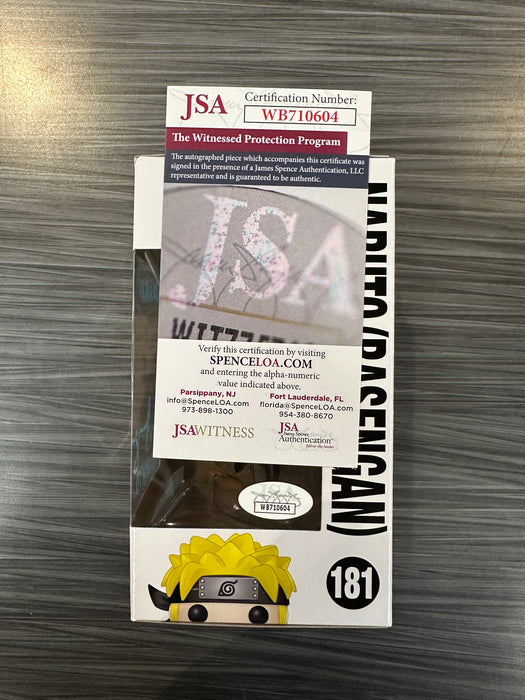 JSA
Certification Number:
WB710604
The Witnessed Protection Program
The autographed piece which accompanies this certificate was
signed in the presence of a James Spence Authentication, LLC
representative and is guaranteed to be authentic.
JSA
Verify this certification by visiting
SPENCELOA.COM
and entering the alpha-numeric
value indicated above.
Parsippany, NJ
info@SpenceLOA.com
973-898-1300
Fort Lauderdale, FL
florida@SpenceLOA.com
954-380-8670
JSAWITNESS
JSA
James Spence
Authentication
NARUTO (RASENGAN)
WB710604
181